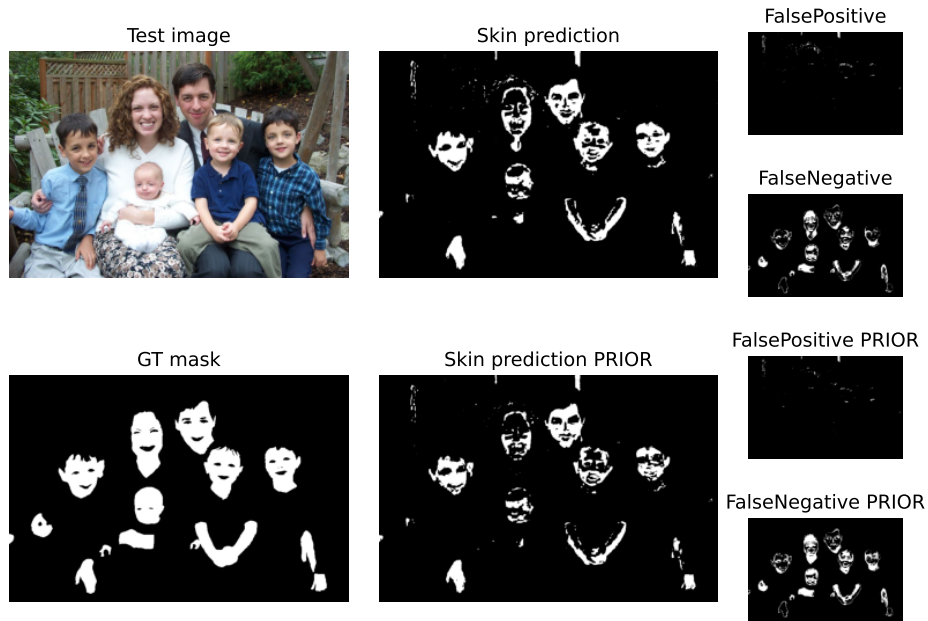 Test image
Skin prediction
FalsePositive
FalseNegative
GT mask
Skin prediction PRIOR
FalsePositive PRIOR
FalseNegative PRIOR